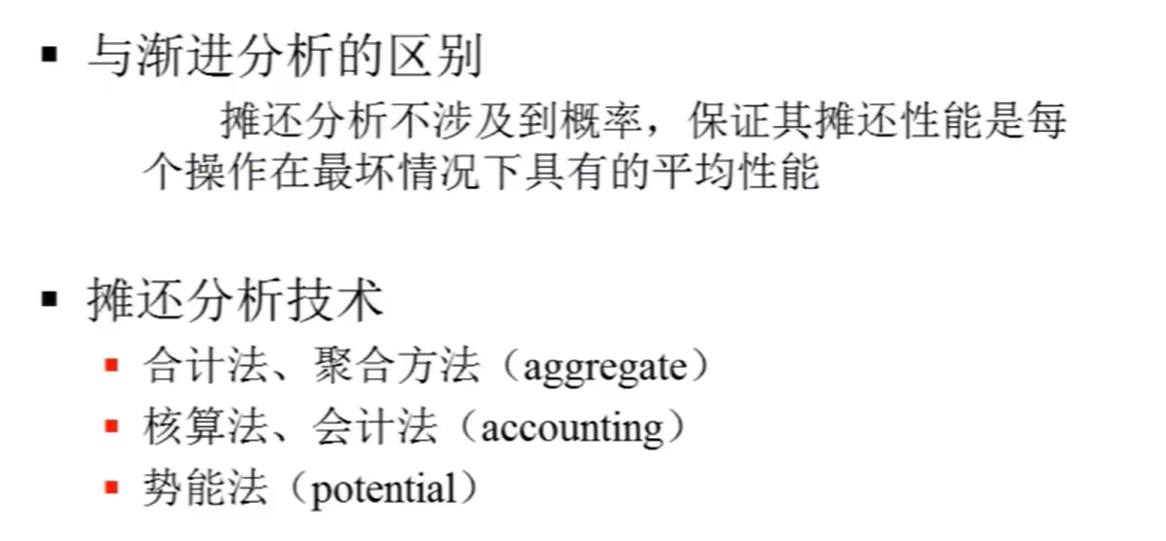 与渐进分析的区别
摊还分析不涉及到概率，保证其摊还性能是每
个操作在最坏情况下具有的平均性能
摊还分析技术
合计法、聚合方法（aggregate）
核算法、会计法（accounting）
势能法（potential）